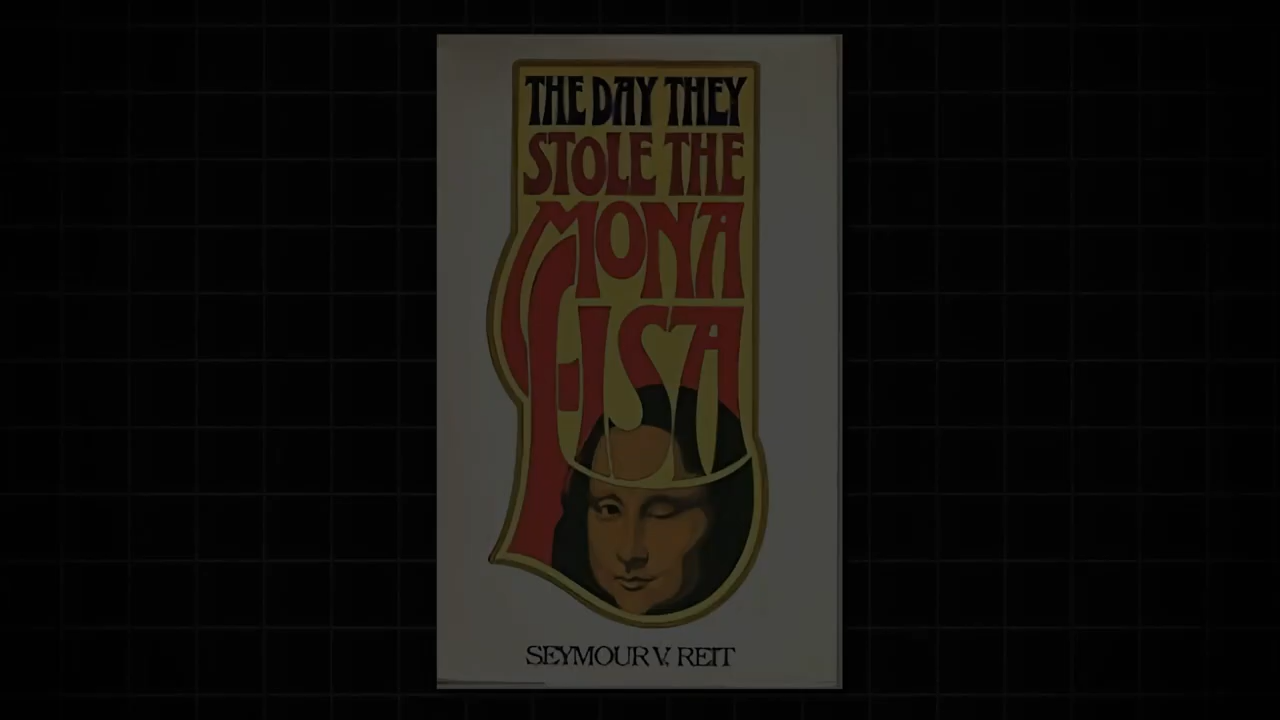 THE DAY THEY
STOLE THE
MONA
LISA
SEYMOUR V. REIT